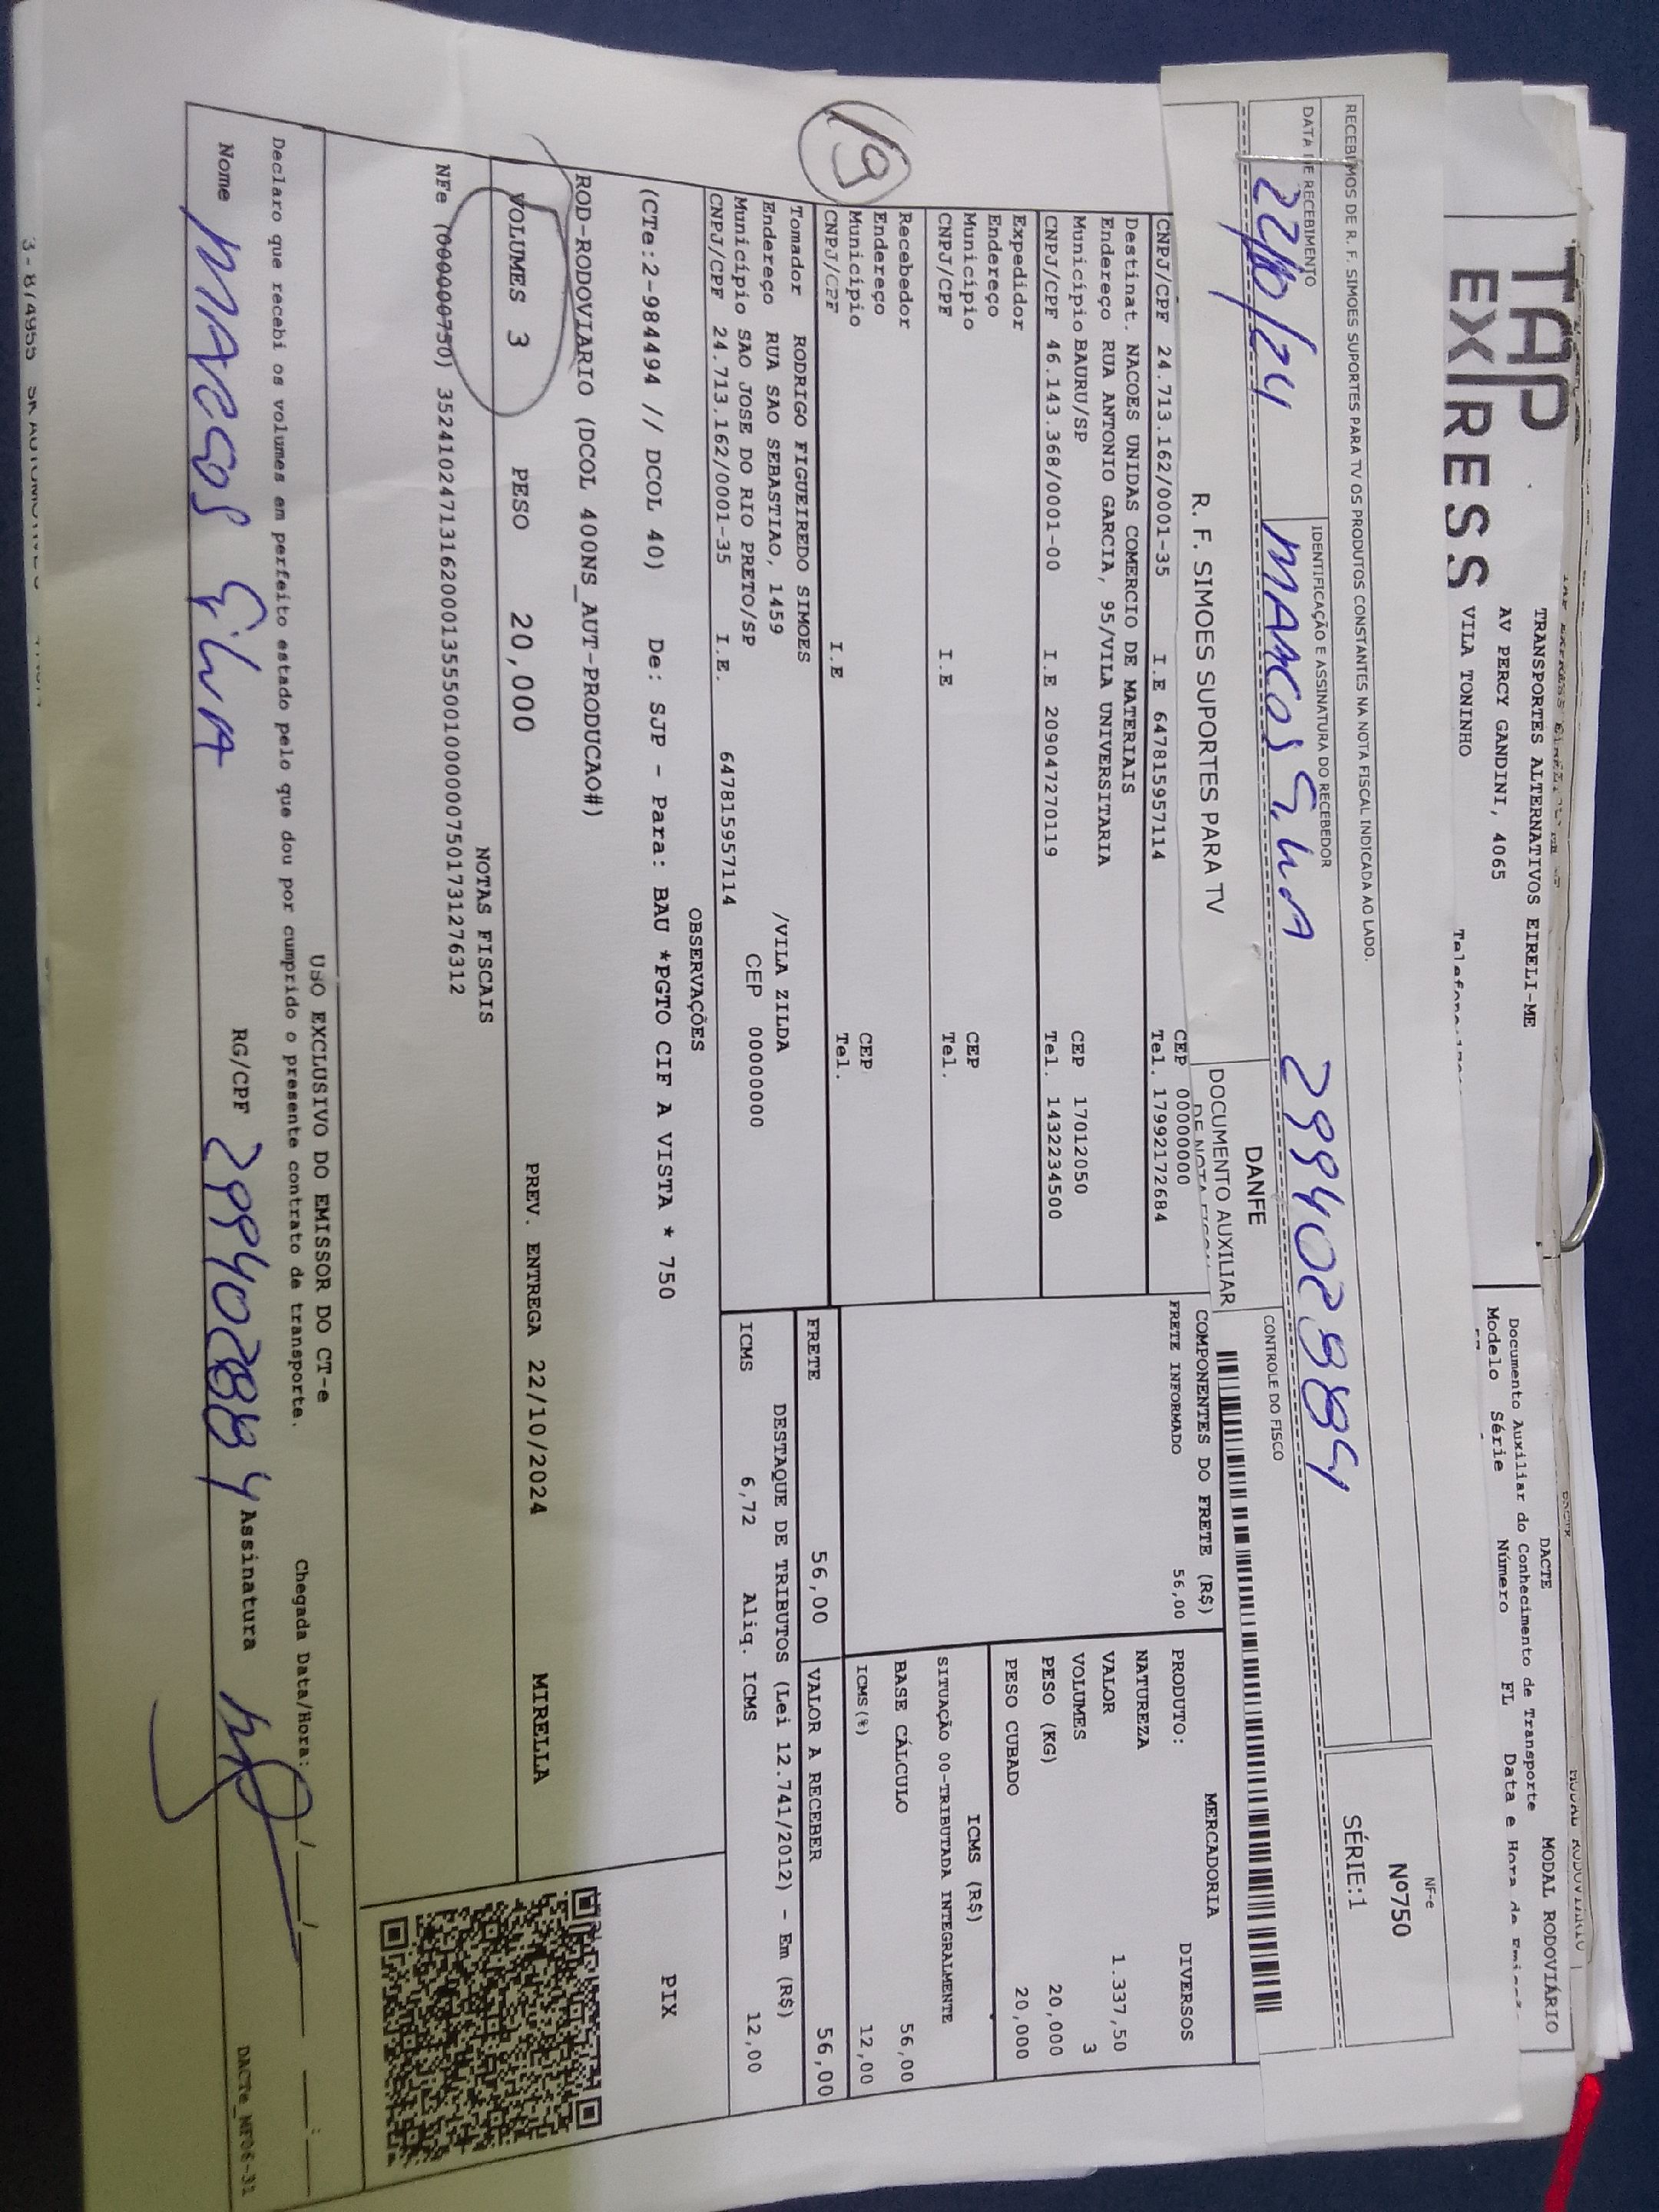 TAP
EXPRESS
TRANSPORTES ALTERNATIVOS EIRELI-ME
AV PERCY GANDINI, 4065
VILA TONINHO
DACTE
Documento Auxiliar do Conhecimento de Transporte
Modelo Série Número FL Data e Hora de
MODAL RODOVIÁRIO
RECEBEMOS DE R. F. SIMOES SUPORTES PARA TV OS PRODUTOS CONSTANTES NA NOTA FISCAL INDICADA AO LADO.
DATA DE RECEBIMENTO
IDENTIFICAÇÃO E ASSINATURA DO RECEBEDOR
22/10/24 MARCOS SILVA 299402884
NF-e
Nº750
SÉRIE:1
R. F. SIMOES SUPORTES PARA TV
DANFE
DOCUMENTO AUXILIAR
CONTROLE DO FISCO
CEP 00000000
CNPJ/CPF 24.713.162/0001-35 I.E 647815957114 Tel. 17992172684
Destinat. NACOES UNIDAS COMERCIO DE MATERIAIS
Endereço RUA ANTONIO GARCIA, 95/VILA UNIVERSITARIA
Município BAURU/SP CEP 17012050
CNPJ/CPF 46.143.368/0001-00 I.E 209047270119 Tel. 1432234500
Expedidor
Endereço
Município CEP
CNPJ/CPF I.E Tel.
Recebedor
Endereço
Município CEP
CNPJ/CPF I.E Tel.
19
Tomador RODRIGO FIGUEIREDO SIMOES
Endereço RUA SAO SEBASTIAO, 1459 /VILA ZILDA
Município SAO JOSE DO RIO PRETO/SP CEP 00000000
CNPJ/CPF 24.713.162/0001-35 I.E. 647815957114
COMPONENTES DO FRETE (R$)
FRETE INFORMADO 56,00
MERCADORIA
PRODUTO: DIVERSOS
NATUREZA
VALOR 1.337,50
VOLUMES 3
PESO (KG) 20,000
PESO CUBADO 20,000
ICMS (R$)
SITUAÇÃO 00-TRIBUTADA INTEGRALMENTE
BASE CÁLCULO 56,00
ICMS(%) 12,00
FRETE 56,00 VALOR A RECEBER 56,00
DESTAQUE DE TRIBUTOS (Lei 12.741/2012) - Em (R$)
ICMS 6,72 Aliq. ICMS 12,00
OBSERVAÇÕES
(CTe:2-984494 // DCOL 40) De: SJP - Para: BAU *PGTO CIF A VISTA * 750
ROD-RODOVIARIO (DCOL 400NS_AUT-PRODUCAO#)
PIX
VOLUMES 3 PESO 20,000 PREV. ENTREGA 22/10/2024 MIRELLA
NOTAS FISCAIS
NFe (000000750) 35241024713162000135550010000007501731276312
USO EXCLUSIVO DO EMISSOR DO CT-e
Declaro que recebi os volumes em perfeito estado pelo que dou por cumprido o presente contrato de transporte. Chegada Data/Hora: __/__/__ __:__
Nome MARCOS SILVA RG/CPF 299402884 Assinatura
DACTe_MF06-31